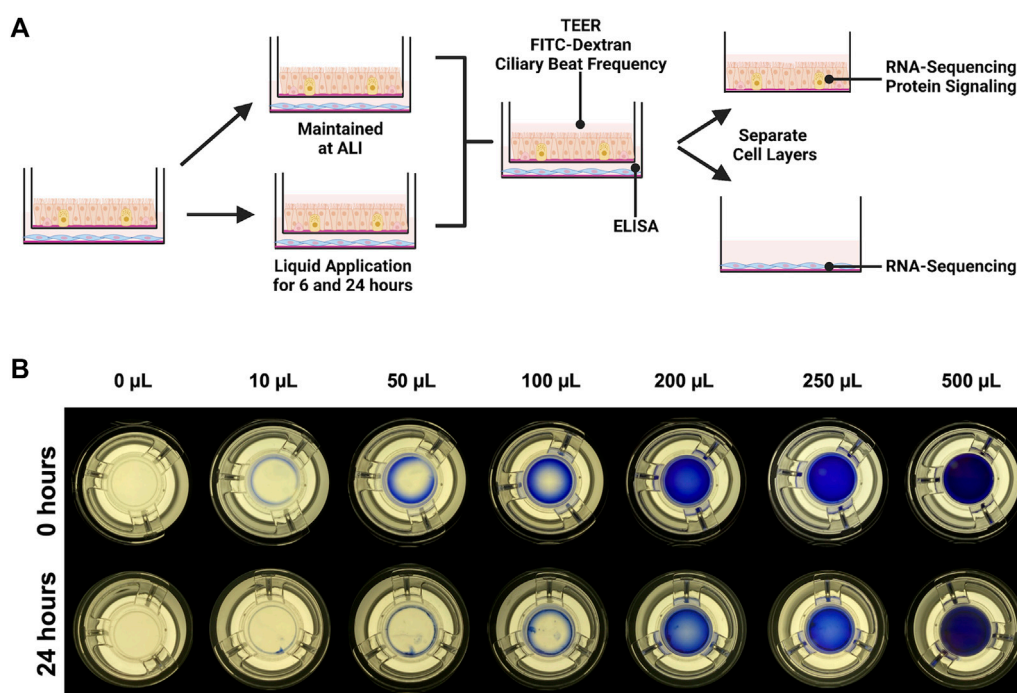 A
TEER
FITC-Dextran
Ciliary Beat Frequency
Maintained
at ALI
Liquid Application
for 6 and 24 hours
ELISA
Separate
Cell Layers
RNA-Sequencing
Protein Signaling
RNA-Sequencing
B
0 µL 10 µL 50 µL 100 µL 200 µL 250 µL 500 µL
0 hours
24 hours